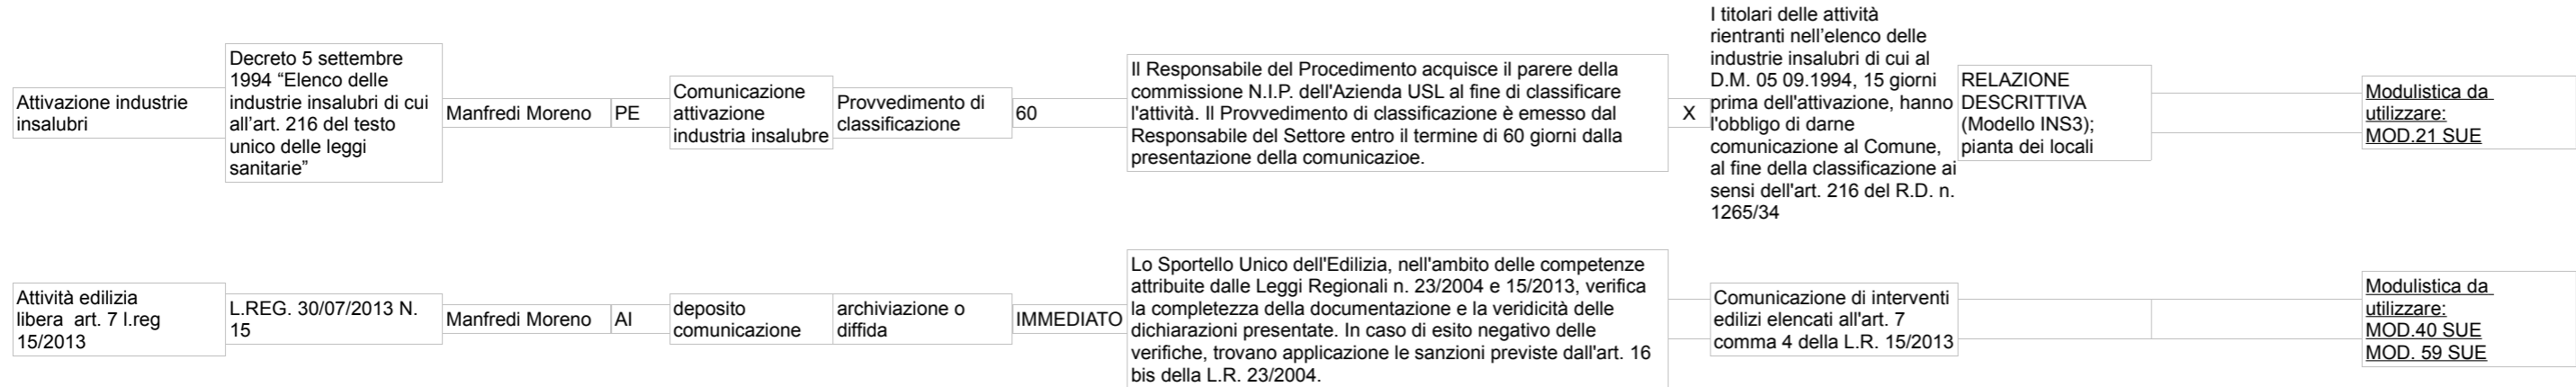 Attivazione industrie
insalubri
Decreto 5 settembre
1994 “Elenco delle
industrie insalubri di cui
all’art. 216 del testo
unico delle leggi
sanitarie”
Manfredi Moreno
PE
Comunicazione
attivazione
industria insalubre
Provvedimento di
classificazione
60
Il Responsabile del Procedimento acquisce il parere della
commissione N.I.P. dell'Azienda USL al fine di classificare
l'attività. Il Provvedimento di classificazione è emesso dal
Responsabile del Settore entro il termine di 60 giorni dalla
presentazione della comunicazioe.
X
I titolari delle attività
rientranti nell’elenco delle
industrie insalubri di cui al
D.M. 05 09.1994, 15 giorni
prima dell'attivazione, hanno
l'obbligo di darne
comunicazione al Comune,
al fine della classificazione ai
sensi dell'art. 216 del R.D. n.
1265/34
RELAZIONE
DESCRITTIVA
(Modello INS3);
pianta dei locali
Modulistica da
utilizzare:
MOD.21 SUE
Attività edilizia
libera  art. 7 l.reg
15/2013
L.REG. 30/07/2013 N.
15
Manfredi Moreno
AI
deposito
comunicazione
archiviazione o
diffida
IMMEDIATO
Lo Sportello Unico dell'Edilizia, nell'ambito delle competenze
attribuite dalle Leggi Regionali n. 23/2004 e 15/2013, verifica
la completezza della documentazione e la veridicità delle
dichiarazioni presentate. In caso di esito negativo delle
verifiche, trovano applicazione le sanzioni previste dall'art. 16
bis della L.R. 23/2004.
Comunicazione di interventi
edilizi elencati all'art. 7
comma 4 della L.R. 15/2013
Modulistica da
utilizzare:
MOD.40 SUE
MOD. 59 SUE